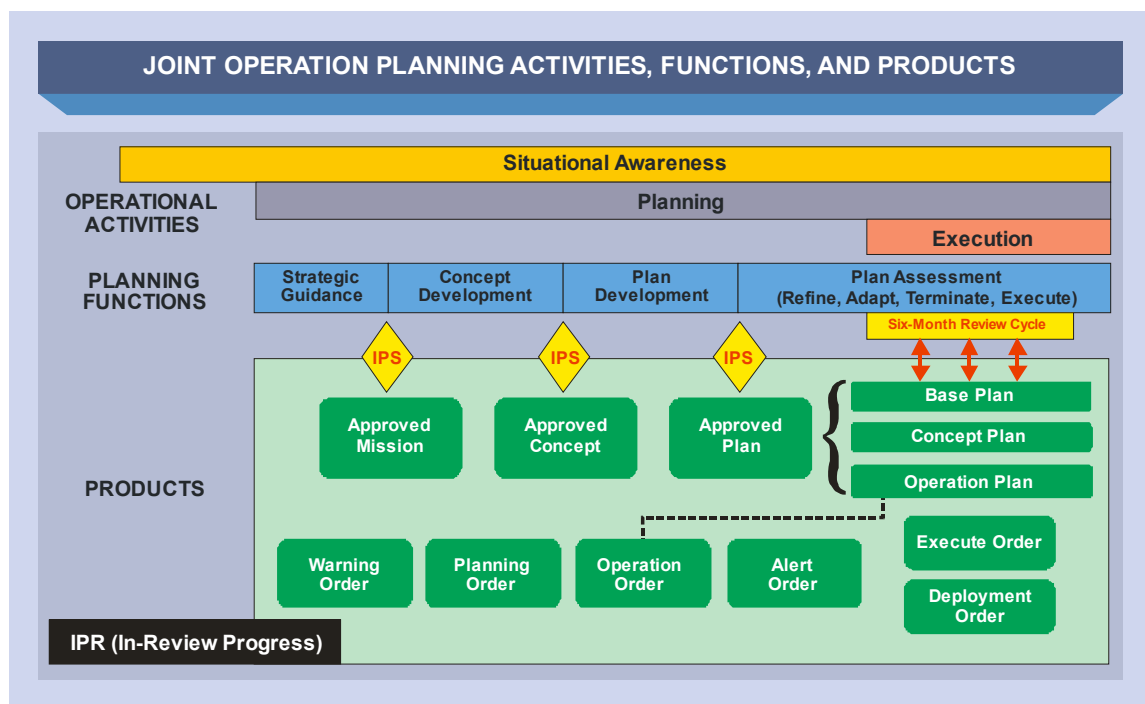 JOINT OPERATION PLANNING ACTIVITIES, FUNCTIONS, AND PRODUCTS
Situational Awareness
OPERATIONAL
ACTIVITIES
Planning
Execution
PLANNING
FUNCTIONS
Strategic
Guidance
Concept
Development
Plan
Development
Plan Assessment
(Refine, Adapt, Terminate, Execute)
Six-Month Review Cycle
IPS
IPS
IPS
PRODUCTS
Approved
Mission
Approved
Concept
Approved
Plan
{
Base Plan
Concept Plan
Operation Plan
Warning
Order
Planning
Order
Operation
Order
Alert
Order
Execute Order
Deployment
Order
IPR (In-Review Progress)